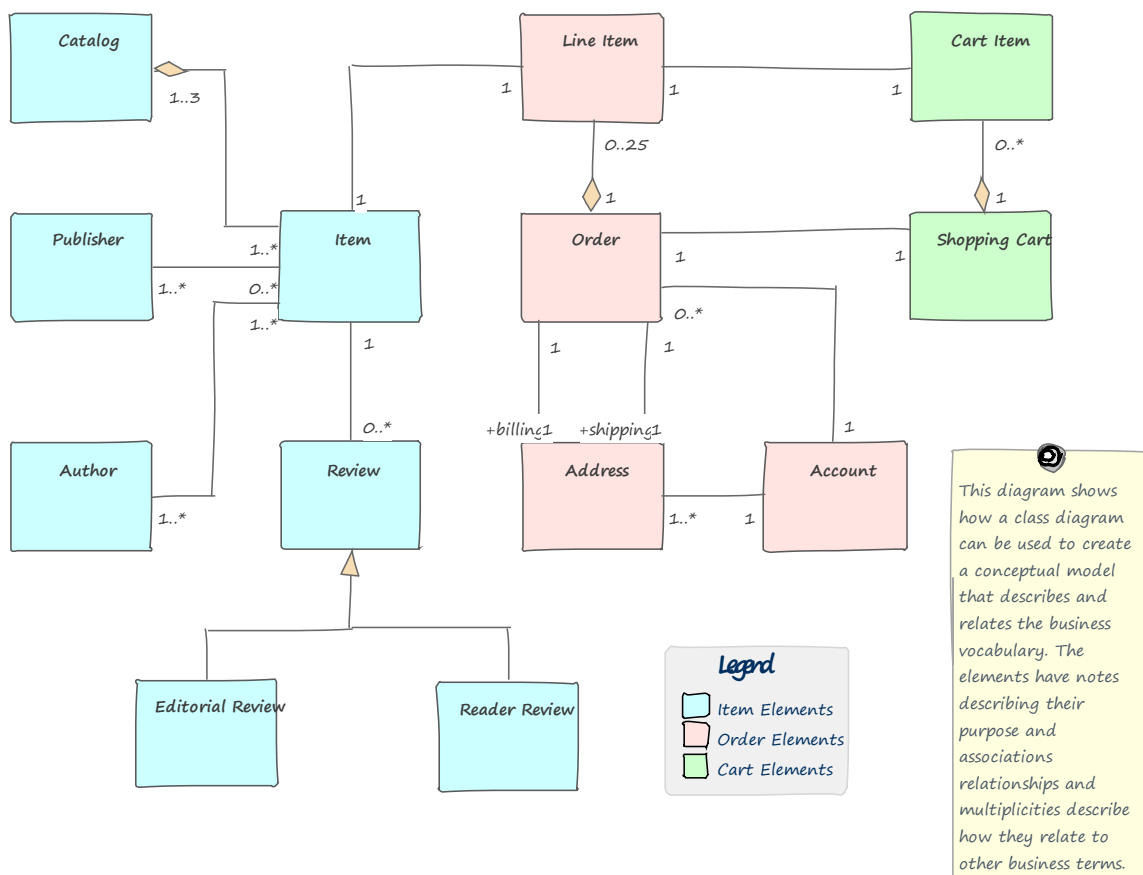 Catalog
Line Item
Cart Item
1..3
1
1
1
0..25
0..*
1
1
1
Publisher
Item
Order
Shopping Cart
1..*
1
1
1..*
0..*
0..*
1..*
1
1
1
+billing 1
+shipping 1
0..*
1
Author
Review
Address
Account
1..*
1..*
1
This diagram shows
how a class diagram
can be used to create
a conceptual model
that describes and
relates the business
vocabulary. The
elements have notes
describing their
purpose and
associations
relationships and
multiplicities describe
how they relate to
other business terms.
Editorial Review
Reader Review
Legend
Item Elements
Order Elements
Cart Elements